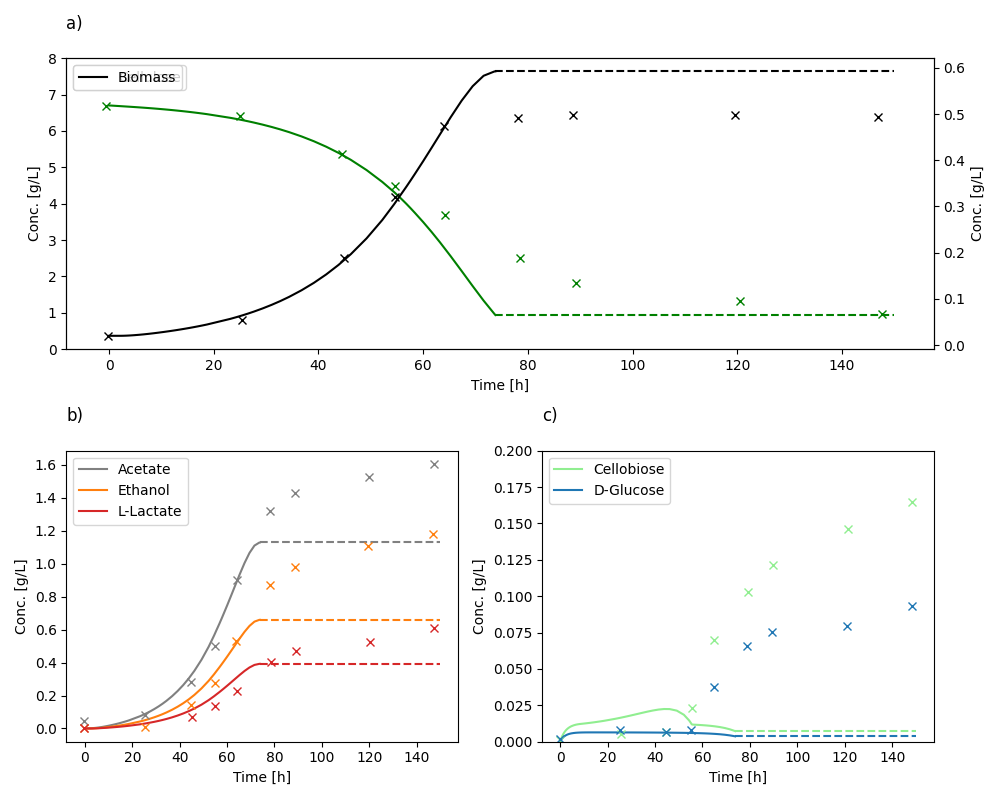 a)
Biomass
8
7
6
5
4
3
2
1
0
Conc. [g/L]
0.6
0.5
0.4
0.3
0.2
0.1
0.0
Conc. [g/L]
0 20 40 60 80 100 120 140
Time [h]
b)
Acetate
Ethanol
L-Lactate
1.6
1.4
1.2
1.0
0.8
0.6
0.4
0.2
0.0
Conc. [g/L]
0 20 40 60 80 100 120 140
Time [h]
c)
Cellobiose
D-Glucose
0.200
0.175
0.150
0.125
0.100
0.075
0.050
0.025
0.000
Conc. [g/L]
0 20 40 60 80 100 120 140
Time [h]